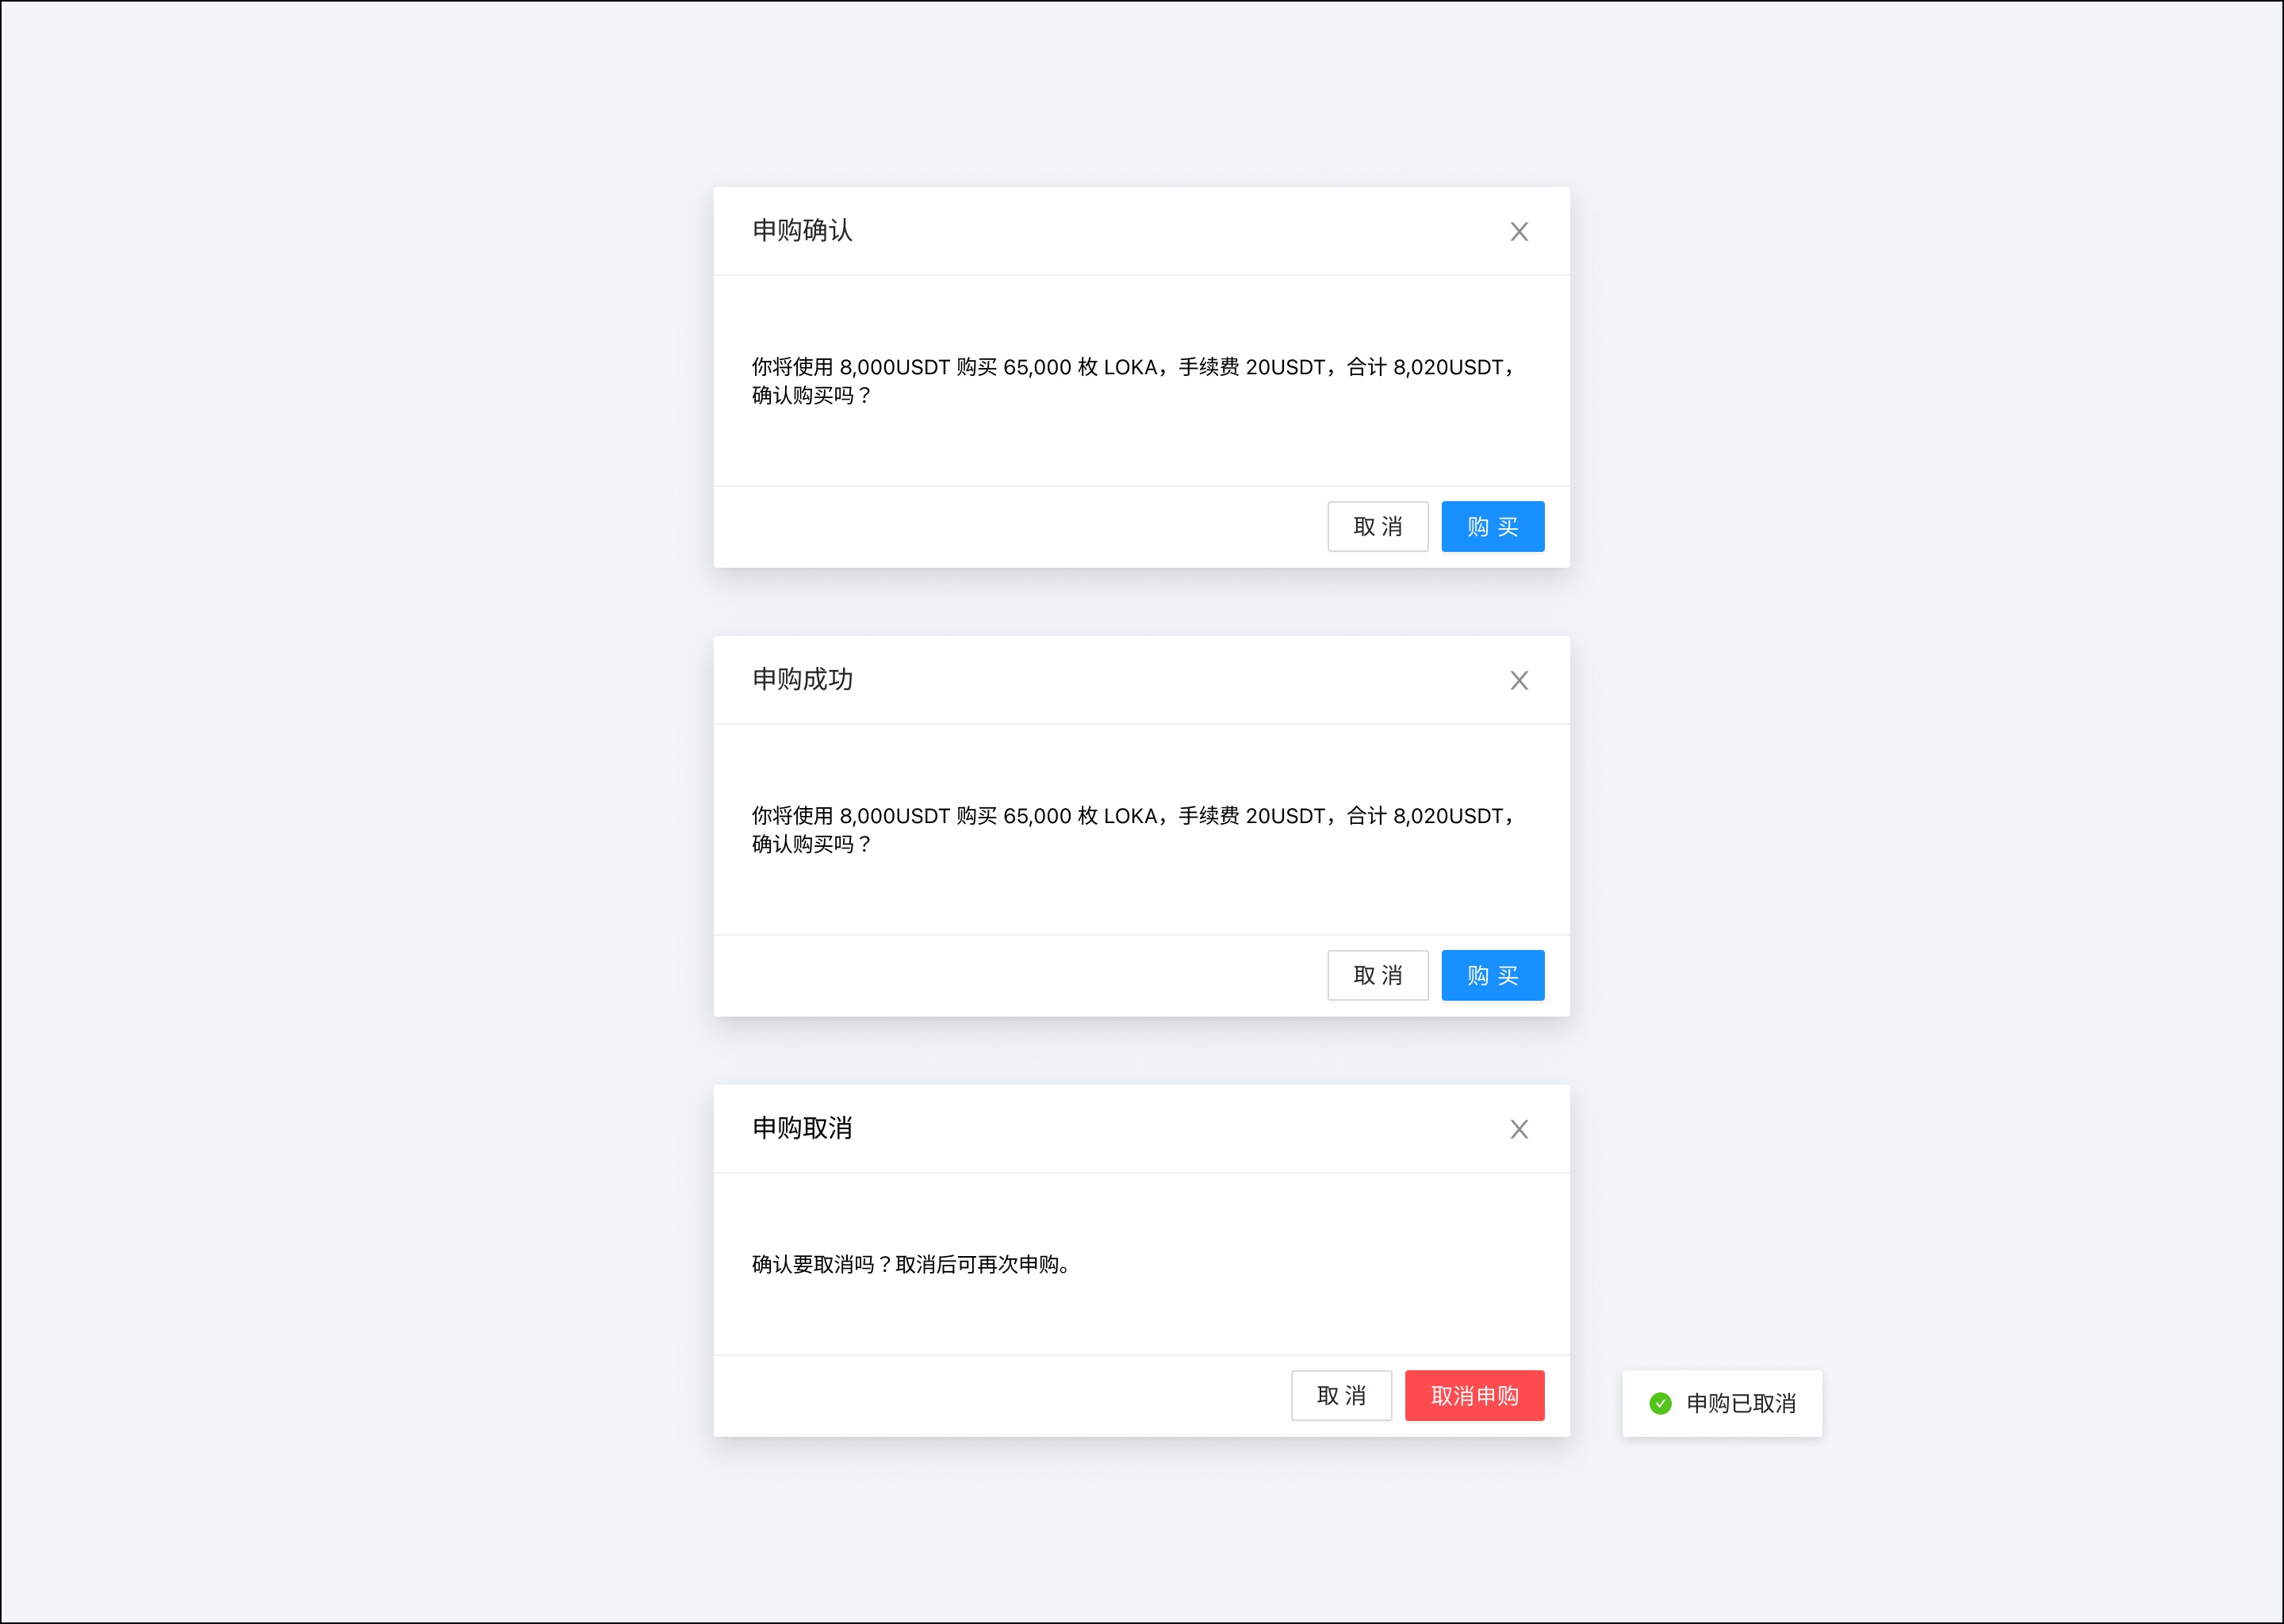 申购确认
你将使用 8,000USDT 购买 65,000 枚 LOKA，手续费 20USDT，合计 8,020USDT，
确认购买吗？
取 消
购 买
申购成功
你将使用 8,000USDT 购买 65,000 枚 LOKA，手续费 20USDT，合计 8,020USDT，
确认购买吗？
取 消
购 买
申购取消
确认要取消吗？取消后可再次申购。
取 消
取消申购
申购已取消